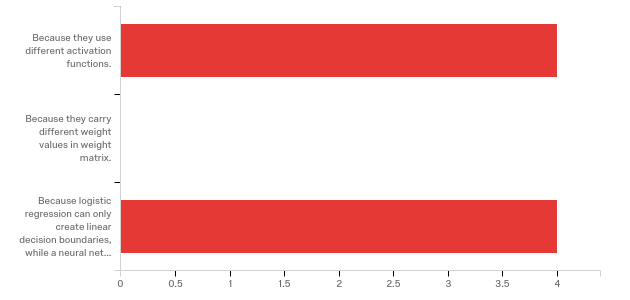 Because they use
different activation
functions.
Because they carry
different weight
values in weight
matrix.
Because logistic
regression can only
create linear
decision boundaries,
while a neural net...
0 0.5 1 1.5 2 2.5 3 3.5 4